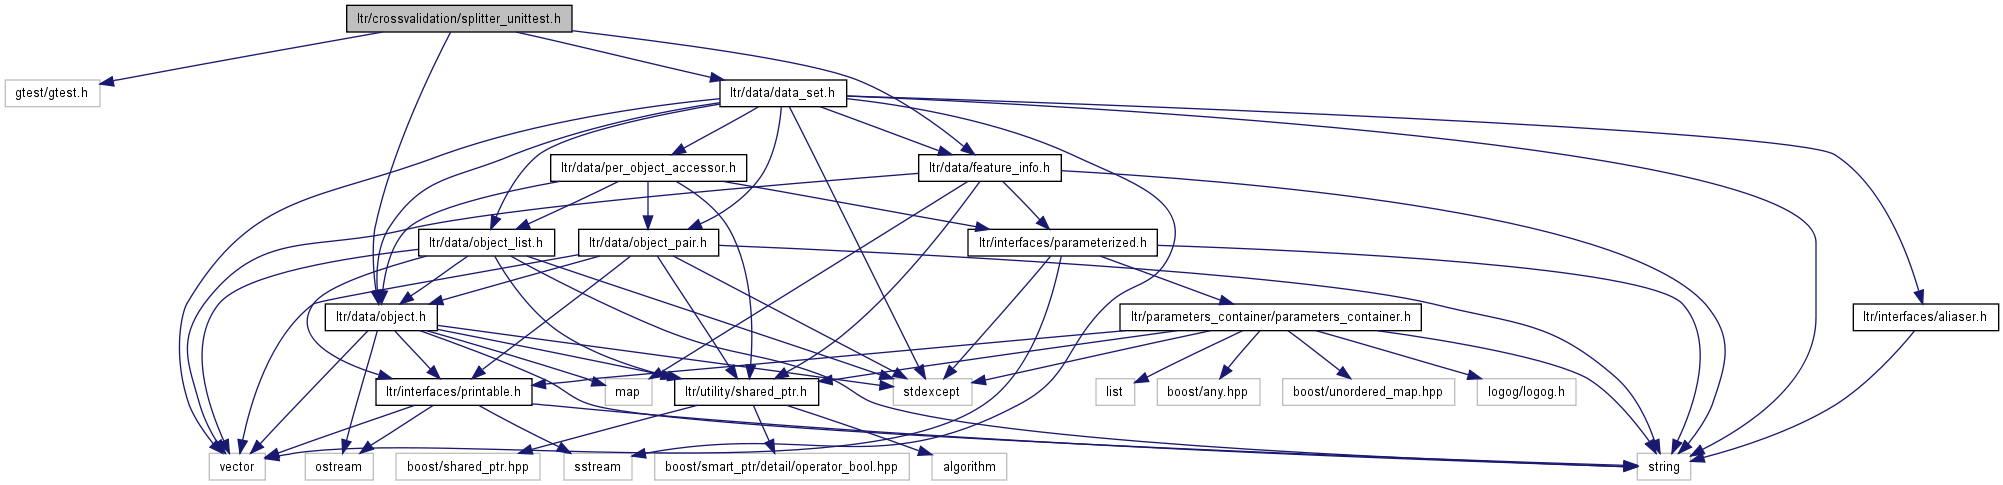 ltr/crossvalidation/splitter_unittest.h
gtest/gtest.h
ltr/data/data_set.h
ltr/data/per_object_accessor.h
ltr/data/feature_info.h
ltr/data/object_list.h
ltr/data/object_pair.h
ltr/interfaces/parameterized.h
ltr/data/object.h
ltr/parameters_container/parameters_container.h
ltr/interfaces/aliaser.h
ltr/interfaces/printable.h
map
ltr/utility/shared_ptr.h
stdexcept
list
boost/any.hpp
boost/unordered_map.hpp
logog/logog.h
vector
ostream
boost/shared_ptr.hpp
sstream
boost/smart_ptr/detail/operator_bool.hpp
algorithm
string